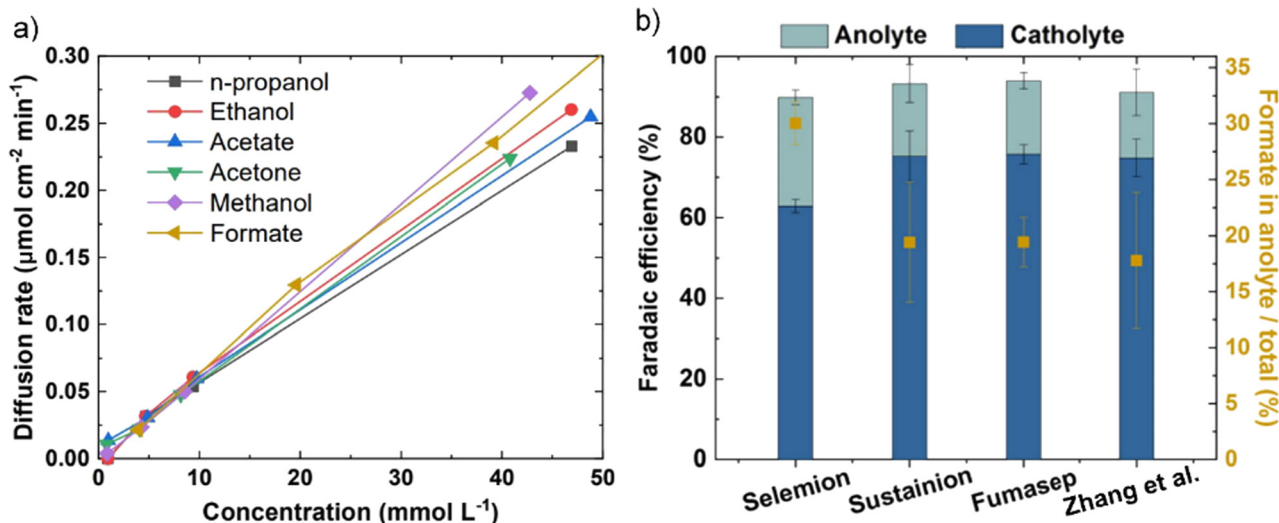 a)
Diffusion rate (µmol cm-2 min-1)
0.30
0.25
0.20
0.15
0.10
0.05
0.00
n-propanol
Ethanol
Acetate
Acetone
Methanol
Formate
0
10
20
30
40
50
Concentration (mmol L-1)
b)
Anolyte
Catholyte
Faradaic efficiency (%)
100
80
60
40
20
0
Selemion
Sustainion
Fumasep
Zhang et al.
35
30
25
20
15
10
5
0
Formate in anolyte / total (%)